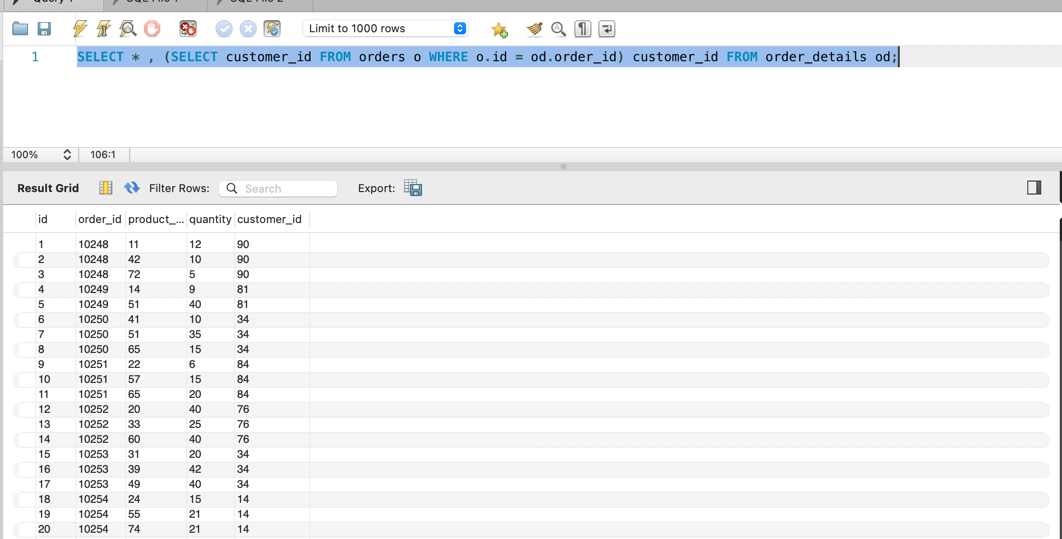 Limit to 1000 rows
1 SELECT * , (SELECT customer_id FROM orders o WHERE o.id = od.order_id) customer_id FROM order_details od;
100% 106:1
Result Grid Filter Rows: Search Export:
id order_id product_... quantity customer_id
1 10248 11 12 90
2 10248 42 10 90
3 10248 72 5 90
4 10249 14 9 81
5 10249 51 40 81
6 10250 41 10 34
7 10250 51 35 34
8 10250 65 15 34
9 10251 22 6 84
10 10251 57 15 84
11 10251 65 20 84
12 10252 20 40 76
13 10252 33 25 76
14 10252 60 40 76
15 10253 31 20 34
16 10253 39 42 34
17 10253 49 40 34
18 10254 24 15 14
19 10254 55 21 14
20 10254 74 21 14